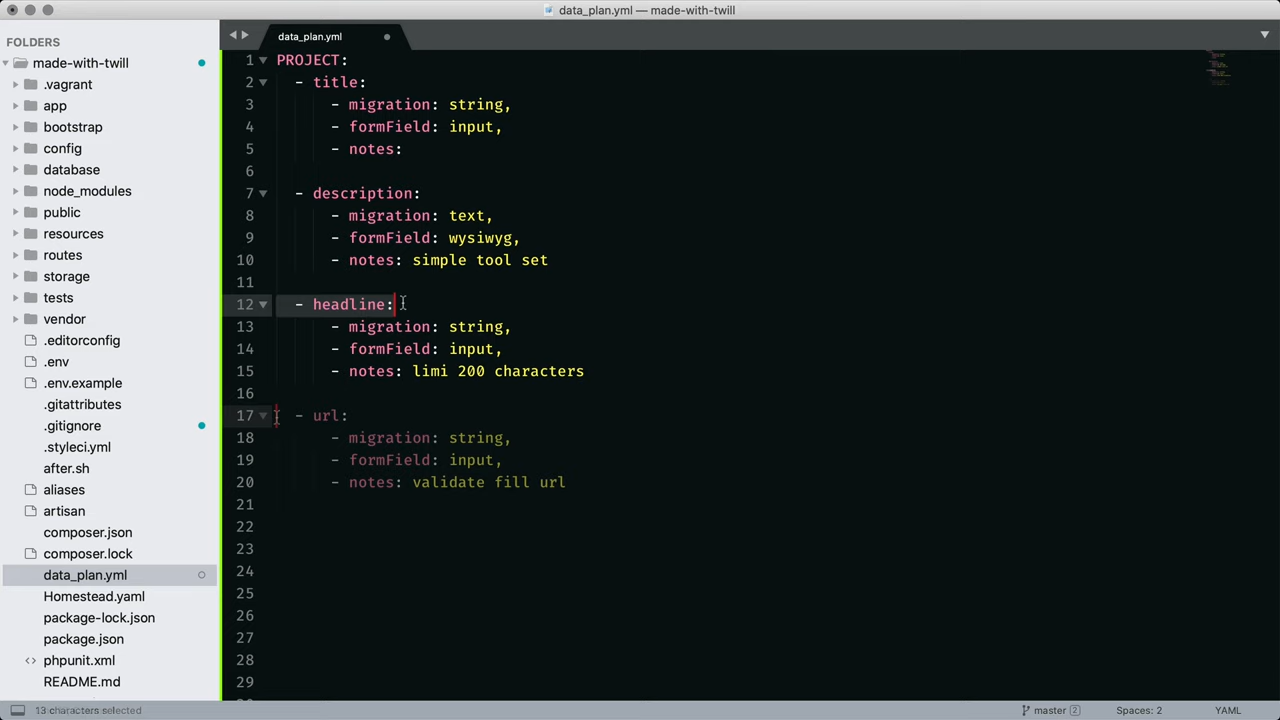 data_plan.yml — made-with-twill
FOLDERS
made-with-twill
.vagrant
app
bootstrap
config
database
node_modules
public
resources
routes
storage
tests
vendor
.editorconfig
.env
.env.example
.gitattributes
.gitignore
.styleci.yml
after.sh
aliases
artisan
composer.json
composer.lock
data_plan.yml
Homestead.yaml
package-lock.json
package.json
<> phpunit.xml
README.md
data_plan.yml
1 PROJECT:
2 - title:
3 - migration: string,
4 - formField: input,
5 - notes:
6
7 - description:
8 - migration: text,
9 - formField: wysiwyg,
10 - notes: simple tool set
11
12 - headline:
13 - migration: string,
14 - formField: input,
15 - notes: limi 200 characters
16
17 - url:
18 - migration: string,
19 - formField: input,
20 - notes: validate fill url
21
22
23
24
25
26
27
28
29
13 characters selected
master 2
Spaces: 2
YAML